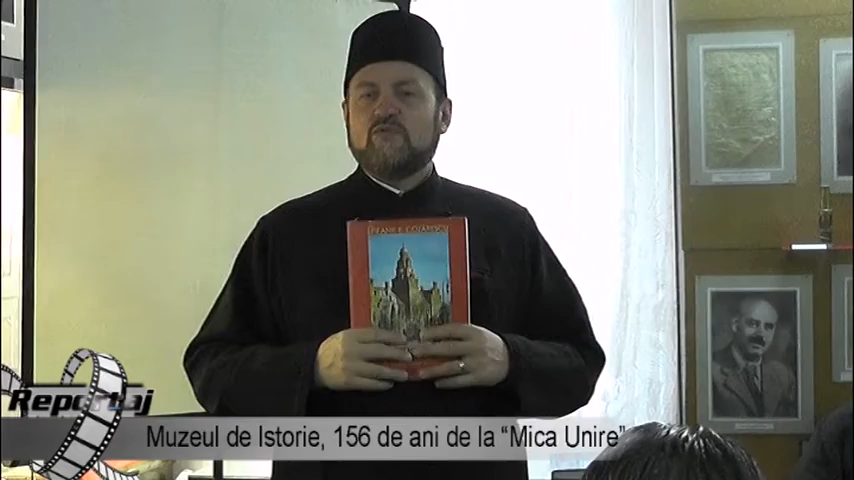 Reportaj
Muzeul de Istorie, 156 de ani de la “Mica Unire”